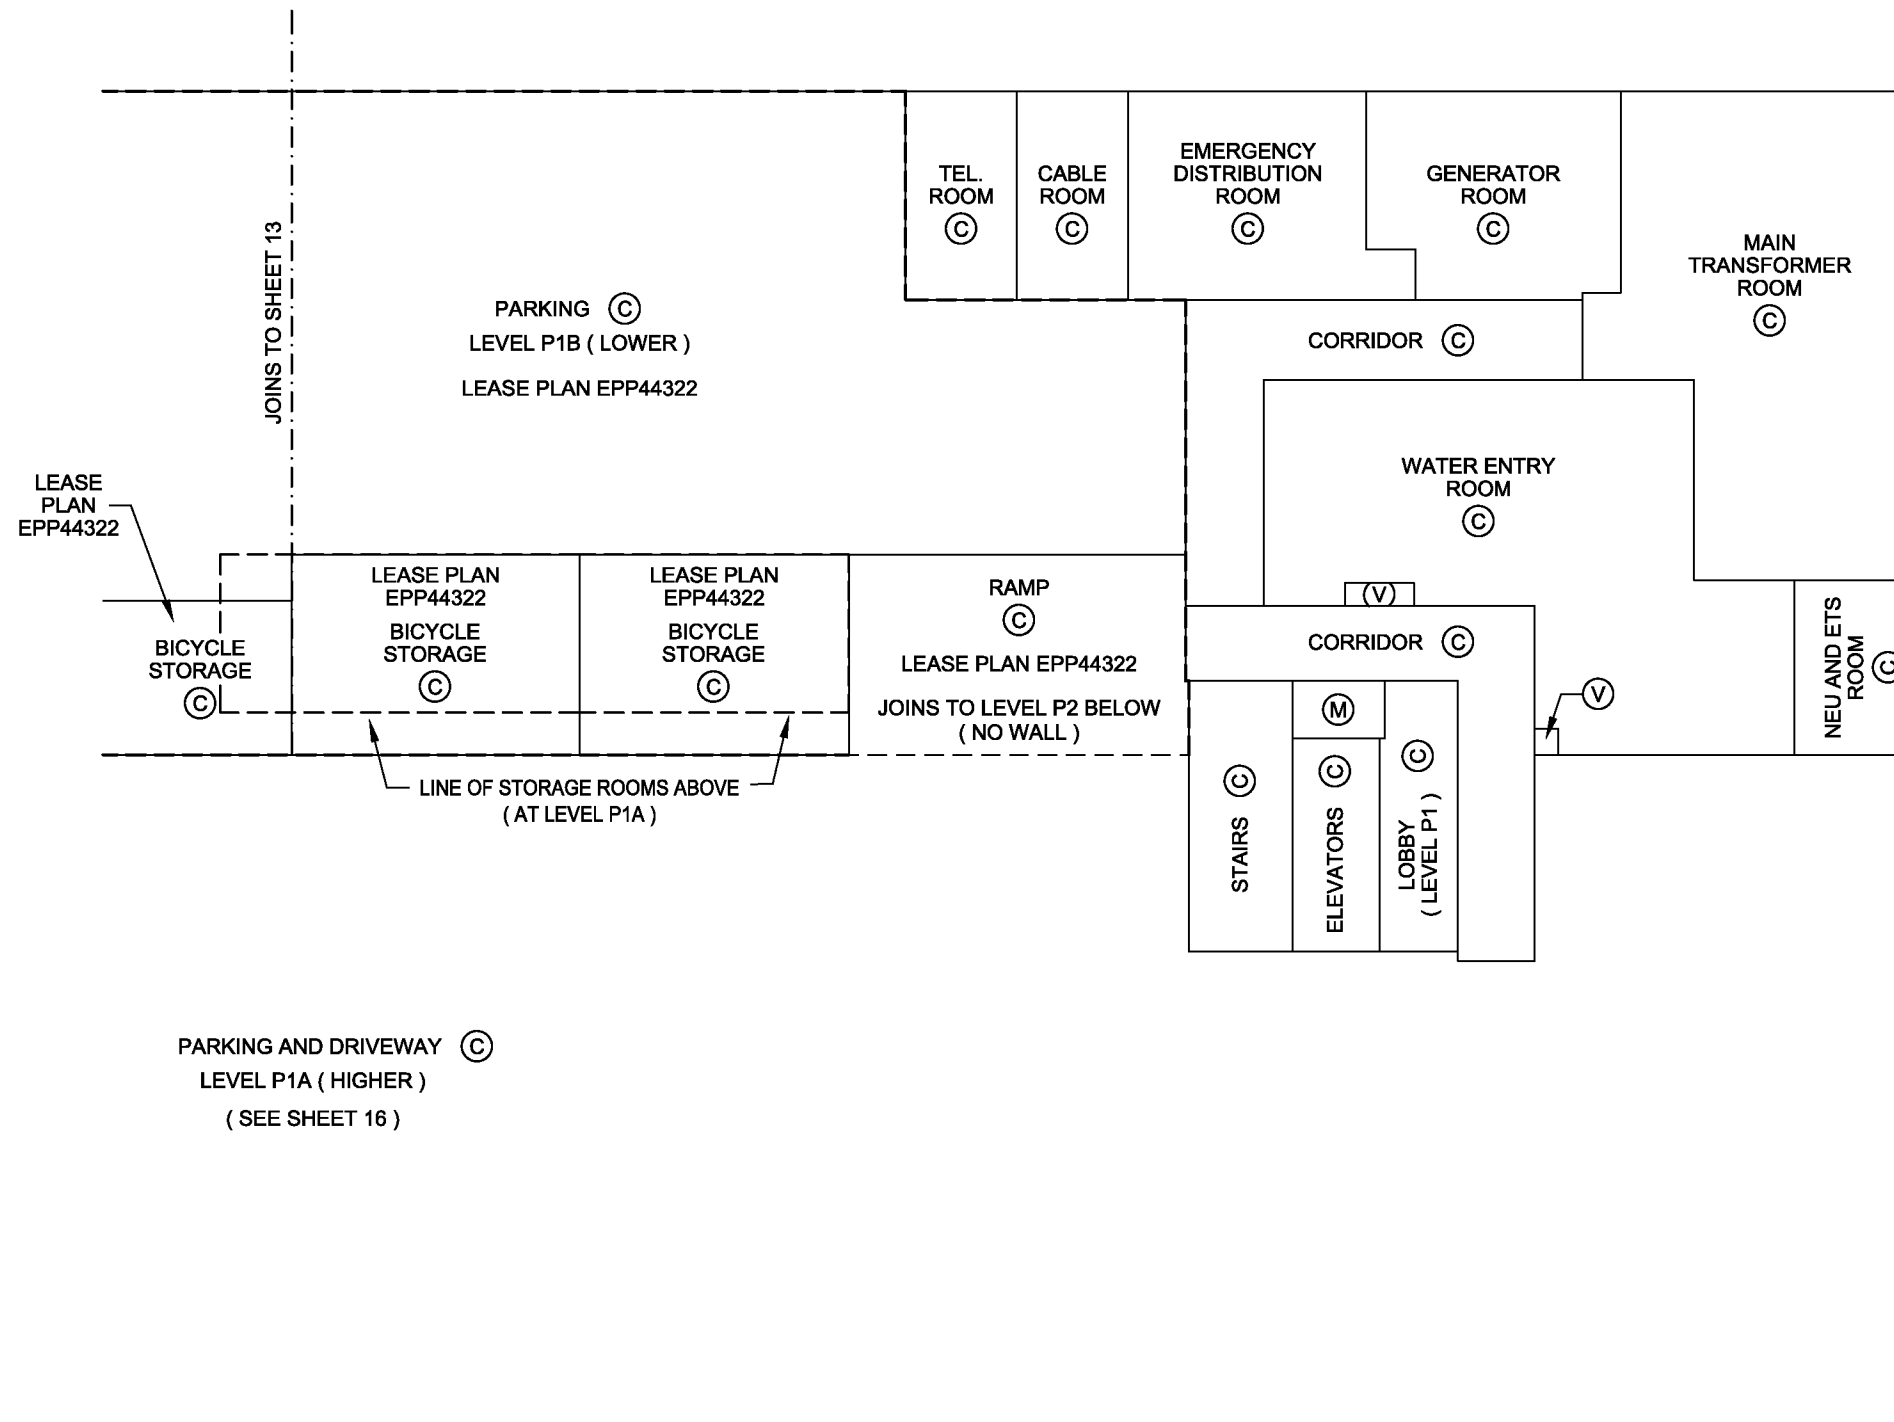 TEL.
ROOM
C
CABLE
ROOM
C
EMERGENCY
DISTRIBUTION
ROOM
C
GENERATOR
ROOM
C
MAIN
TRANSFORMER
ROOM
C
JOINS TO SHEET 13
PARKING C
LEVEL P1B ( LOWER )
LEASE PLAN EPP44322
CORRIDOR C
WATER ENTRY
ROOM
C
LEASE
PLAN
EPP44322
BICYCLE
STORAGE
C
LEASE PLAN
EPP44322
BICYCLE
STORAGE
C
LEASE PLAN
EPP44322
BICYCLE
STORAGE
C
RAMP
C
LEASE PLAN EPP44322
JOINS TO LEVEL P2 BELOW
( NO WALL )
V
CORRIDOR C
V
NEU AND ETS
ROOM C
LINE OF STORAGE ROOMS ABOVE
( AT LEVEL P1A )
STAIRS C
M
ELEVATORS C
LOBBY C
( LEVEL P1 )
PARKING AND DRIVEWAY C
LEVEL P1A ( HIGHER )
( SEE SHEET 16 )